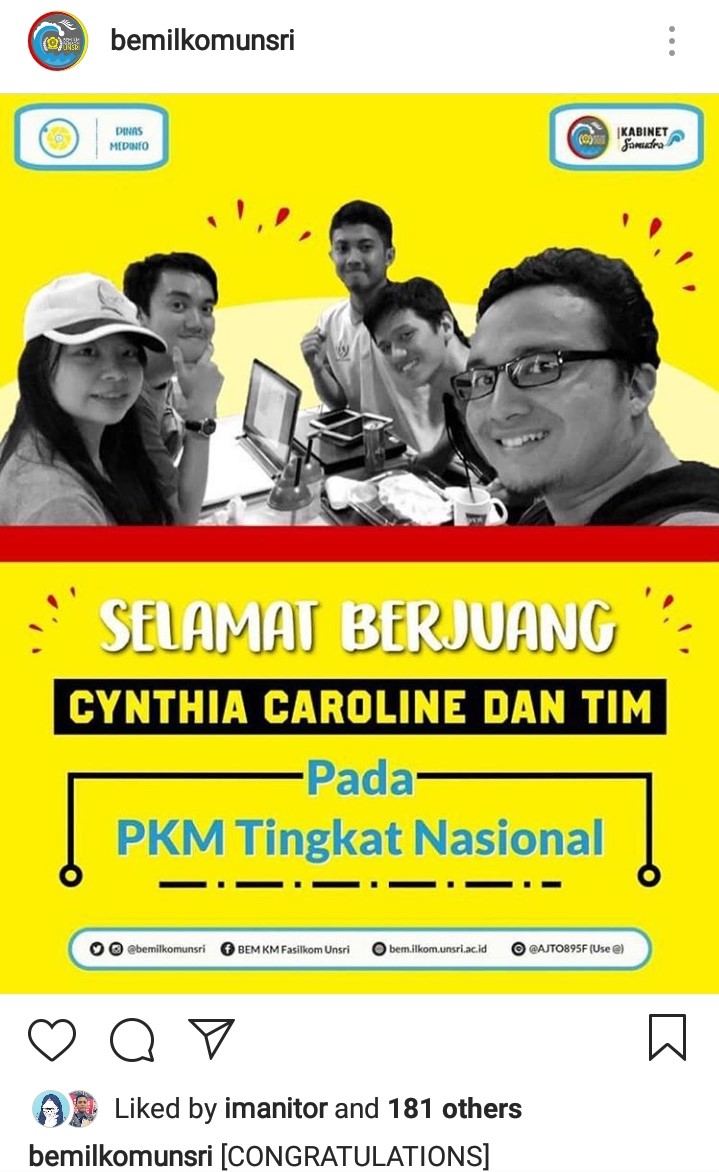 bemilkomunsri
DINAS
MEDINFO
KABINET
Samudra
SELAMAT BERJUANG
CYNTHIA CAROLINE DAN TIM
Pada
PKM Tingkat Nasional
@bemilkomunsri BEM KM Fasilkom Unsri bem.ilkom.unsri.ac.id @AJTO895F (Use @)
Liked by imanitor and 181 others
bemilkomunsri [CONGRATULATIONS]